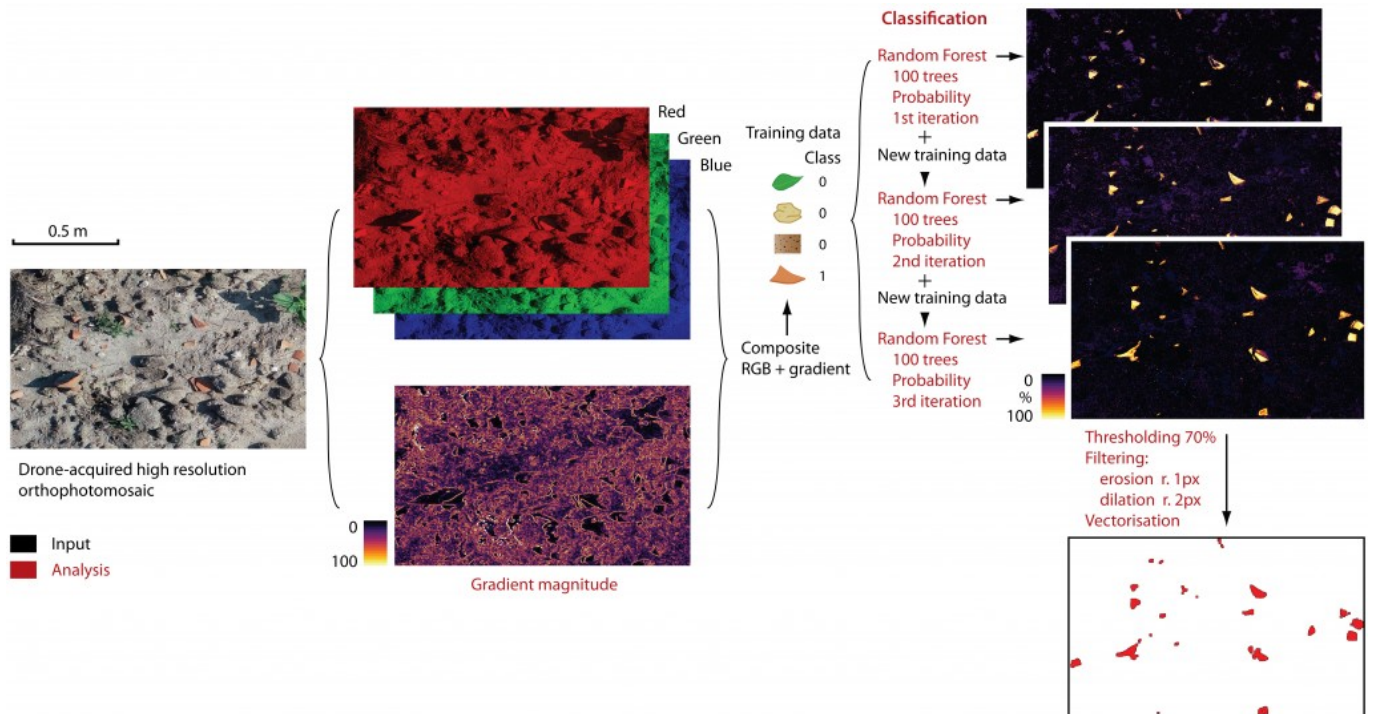 0.5 m
Drone-acquired high resolution
orthophotomosaic
Input
Analysis
Red
Green
Blue
0
100
Gradient magnitude
Training data
Class
0
0
0
1
Composite
RGB + gradient
Classification
Random Forest
100 trees
Probability
1st iteration
+
New training data
Random Forest
100 trees
Probability
2nd iteration
+
New training data
Random Forest
100 trees
Probability
3rd iteration
0
%
100
Thresholding 70%
Filtering:
erosion r. 1px
dilation r. 2px
Vectorisation